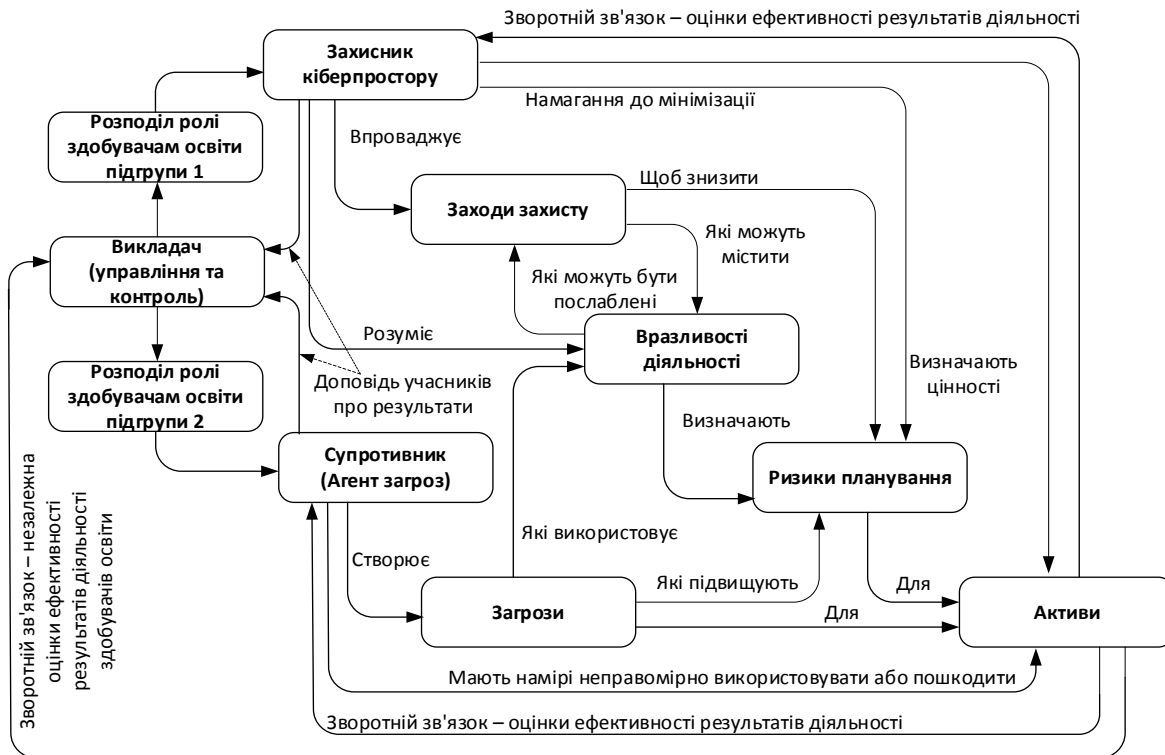 Зворотній зв'язок – оцінки ефективності результатів діяльності
Захисник
кіберпростору
Намагання до мінімізації
Розподіл ролі
здобувачам освіти
підгрупи 1
Впроваджує
Щоб знизити
Заходи захисту
Які можуть
містити
Викладач
(управління та
контроль)
Які можуть бути
послаблені
Розуміє
Вразливості
діяльності
Визначають
цінності
Розподіл ролі
здобувачам освіти
підгрупи 2
Доповідь учасників
про результати
Визначають
Супротивник
(Агент загроз)
Ризики планування
Які використовує
Створює
Які підвищують
Для
Загрози
Для
Активи
Зворотній зв'язок – незалежна
оцінки ефективності
результатів діяльності
здобувачів освіти
Мають намірі неправомірно використовувати або пошкодити
Зворотній зв'язок – оцінки ефективності результатів діяльності